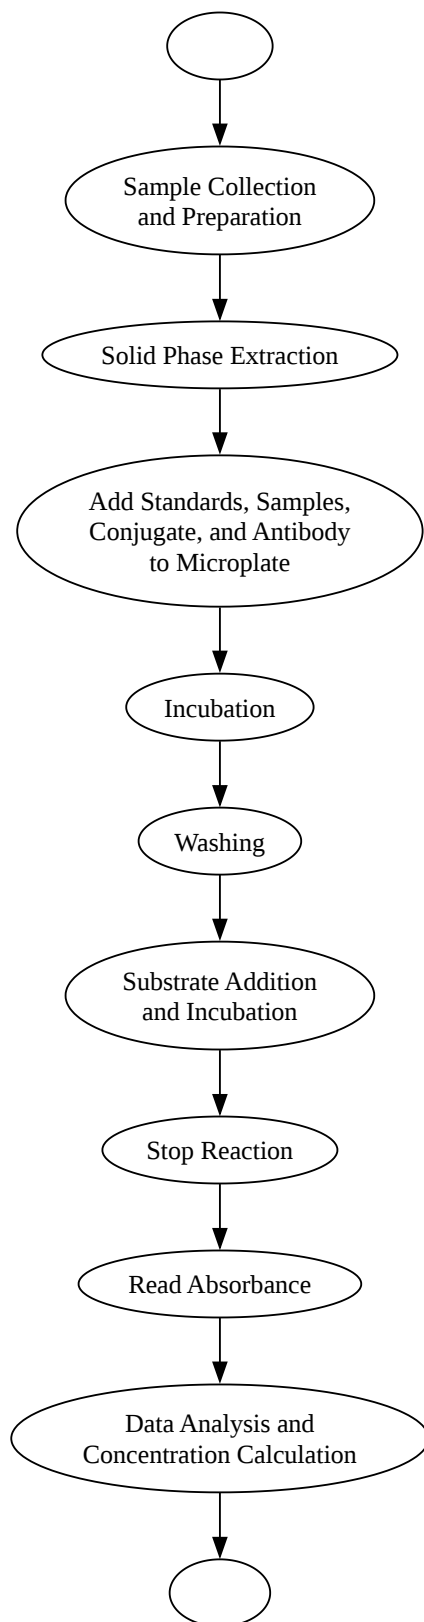 Sample Collection
and Preparation
Solid Phase Extraction
Add Standards, Samples,
Conjugate, and Antibody
to Microplate
Incubation
Washing
Substrate Addition
and Incubation
Stop Reaction
Read Absorbance
Data Analysis and
Concentration Calculation